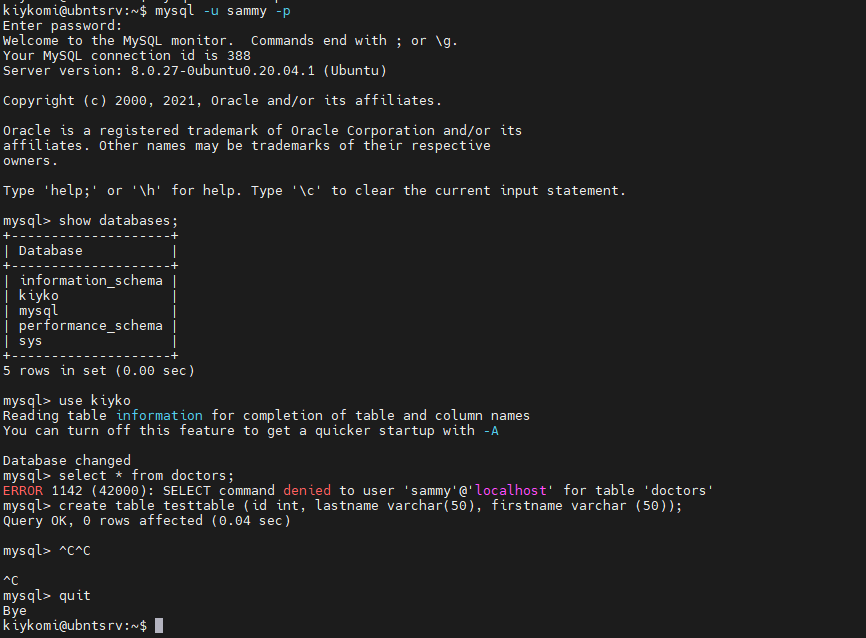 kiykomi@ubntsrv:~$ mysql -u sammy -p
Enter password:
Welcome to the MySQL monitor.  Commands end with ; or \g.
Your MySQL connection id is 388
Server version: 8.0.27-0ubuntu0.20.04.1 (Ubuntu)

Copyright (c) 2000, 2021, Oracle and/or its affiliates.

Oracle is a registered trademark of Oracle Corporation and/or its
affiliates. Other names may be trademarks of their respective
owners.

Type 'help;' or '\h' for help. Type '\c' to clear the current input statement.

mysql> show databases;
+--------------------+
| Database           |
+--------------------+
| information_schema |
| kiyko              |
| mysql              |
| performance_schema |
| sys                |
+--------------------+
5 rows in set (0.00 sec)

mysql> use kiyko
Reading table information for completion of table and column names
You can turn off this feature to get a quicker startup with -A

Database changed
mysql> select * from doctors;
ERROR 1142 (42000): SELECT command denied to user 'sammy'@'localhost' for table 'doctors'
mysql> create table testtable (id int, lastname varchar(50), firstname varchar (50));
Query OK, 0 rows affected (0.04 sec)

mysql> ^C^C

^C
mysql> quit
Bye
kiykomi@ubntsrv:~$